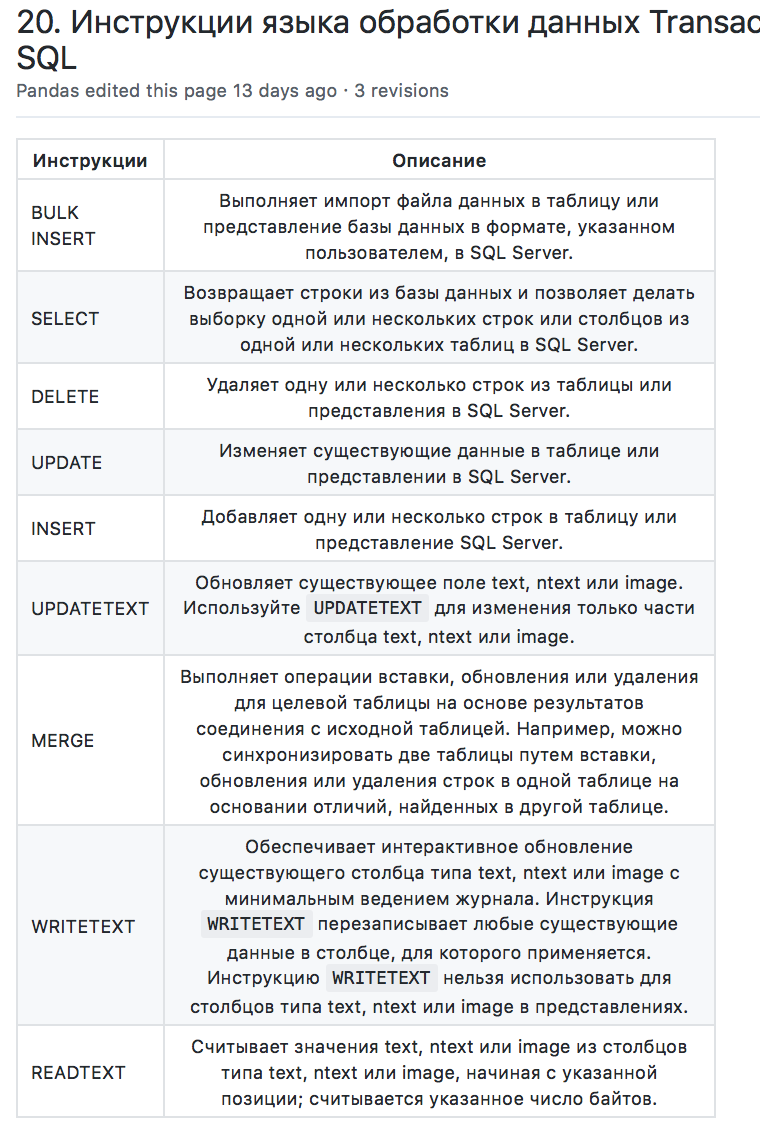 20. Инструкции языка обработки данных Transac
SQL
Pandas edited this page 13 days ago · 3 revisions
Инструкции
Описание
BULK
INSERT
Выполняет импорт файла данных в таблицу или
представление базы данных в формате, указанном
пользователем, в SQL Server.
SELECT
Возвращает строки из базы данных и позволяет делать
выборку одной или нескольких строк или столбцов из
одной или нескольких таблиц в SQL Server.
DELETE
Удаляет одну или несколько строк из таблицы или
представления в SQL Server.
UPDATE
Изменяет существующие данные в таблице или
представлении в SQL Server.
INSERT
Добавляет одну или несколько строк в таблицу или
представление SQL Server.
UPDATETEXT
Обновляет существующее поле text, ntext или image.
Используйте UPDATETEXT для изменения только части
столбца text, ntext или image.
MERGE
Выполняет операции вставки, обновления или удаления
для целевой таблицы на основе результатов
соединения с исходной таблицей. Например, можно
синхронизировать две таблицы путем вставки,
обновления или удаления строк в одной таблице на
основании отличий, найденных в другой таблице.
WRITETEXT
Обеспечивает интерактивное обновление
существующего столбца типа text, ntext или image с
минимальным ведением журнала. Инструкция
WRITETEXT перезаписывает любые существующие
данные в столбце, для которого применяется.
Инструкцию WRITETEXT нельзя использовать для
столбцов типа text, ntext или image в представлениях.
READTEXT
Считывает значения text, ntext или image из столбцов
типа text, ntext или image, начиная с указанной
позиции; считывается указанное число байтов.